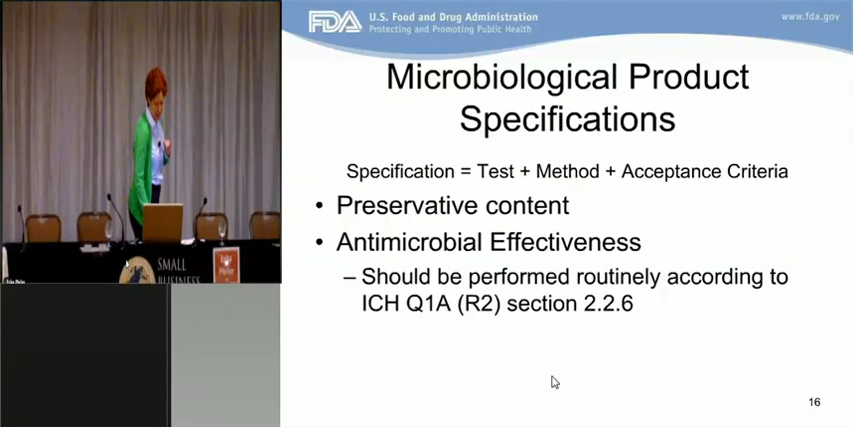 FDA U.S. Food and Drug Administration
Protecting and Promoting Public Health
www.fda.gov
Microbiological Product
Specifications
Specification = Test + Method + Acceptance Criteria
• Preservative content
• Antimicrobial Effectiveness
– Should be performed routinely according to
ICH Q1A (R2) section 2.2.6
SMALL
BUSINESS
16